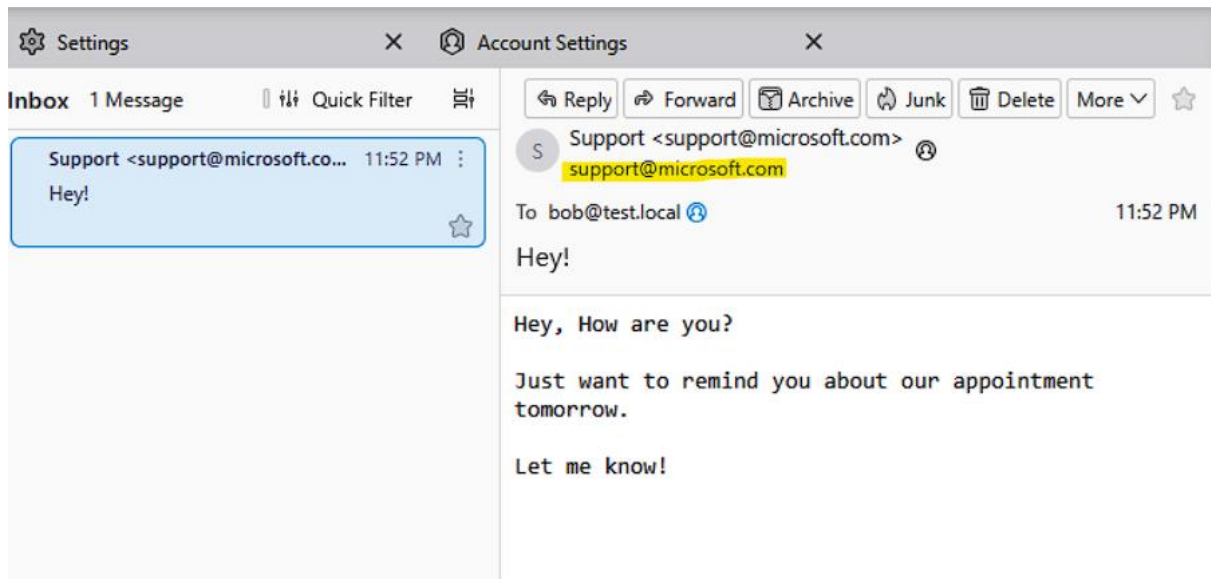 Settings
Account Settings
Inbox 1 Message Quick Filter
Reply Forward Archive Junk Delete More
Support <support@microsoft.co... 11:52 PM
Hey!
S
Support <support@microsoft.com>
support@microsoft.com
To bob@test.local 11:52 PM
Hey!
Hey, How are you?
Just want to remind you about our appointment
tomorrow.
Let me know!